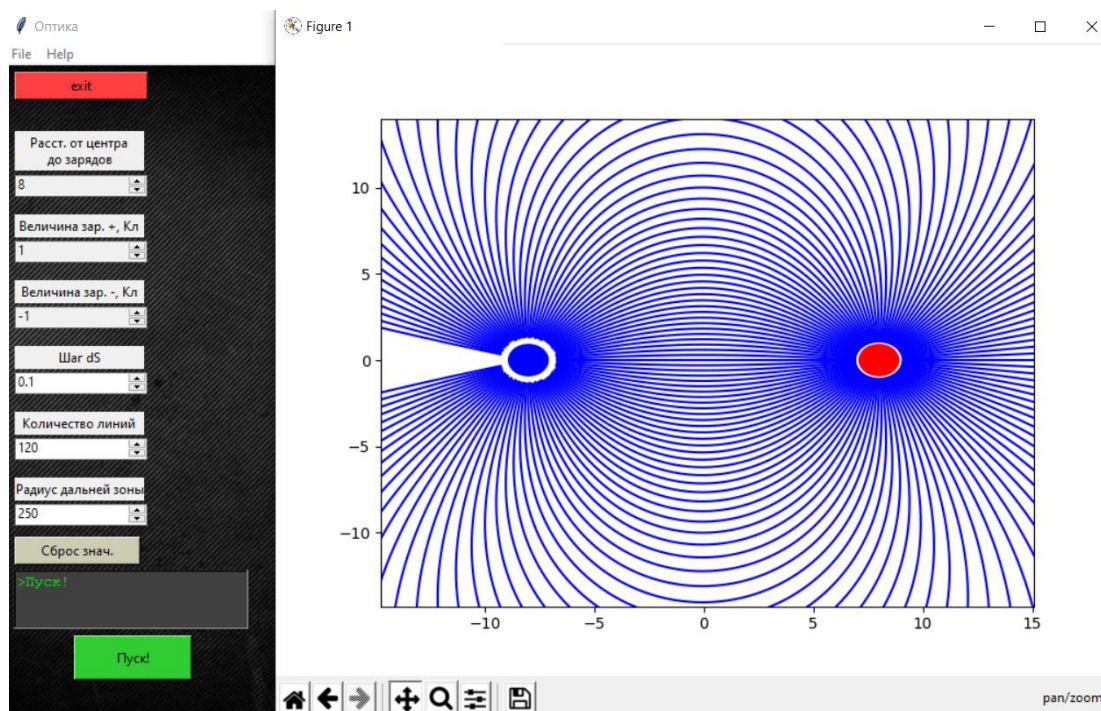 Оптика
File Help
exit
Расст. от центра
до зарядов
8
Величина зар. +, Кл
1
Величина зар. -, Кл
-1
Шаг dS
0,1
Количество линий
120
Радиус дальней зоны
250
Сброс знач.
>Пуск!
Пуск!
Figure 1
10
5
0
−5
−10
−10 −5 0 5 10 15
pan/zoom